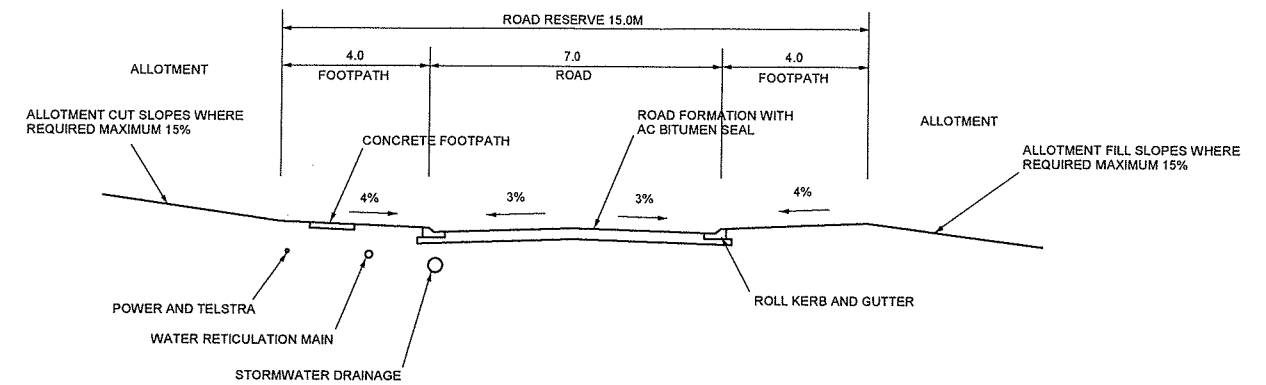 ROAD RESERVE 15.0M
4.0
FOOTPATH
7.0
ROAD
4.0
FOOTPATH
ALLOTMENT
ALLOTMENT CUT SLOPES WHERE
REQUIRED MAXIMUM 15%
CONCRETE FOOTPATH
ROAD FORMATION WITH
AC BITUMEN SEAL
ALLOTMENT
ALLOTMENT FILL SLOPES WHERE
REQUIRED MAXIMUM 15%
4%
3%
3%
4%
POWER AND TELSTRA
WATER RETICULATION MAIN
STORMWATER DRAINAGE
ROLL KERB AND GUTTER